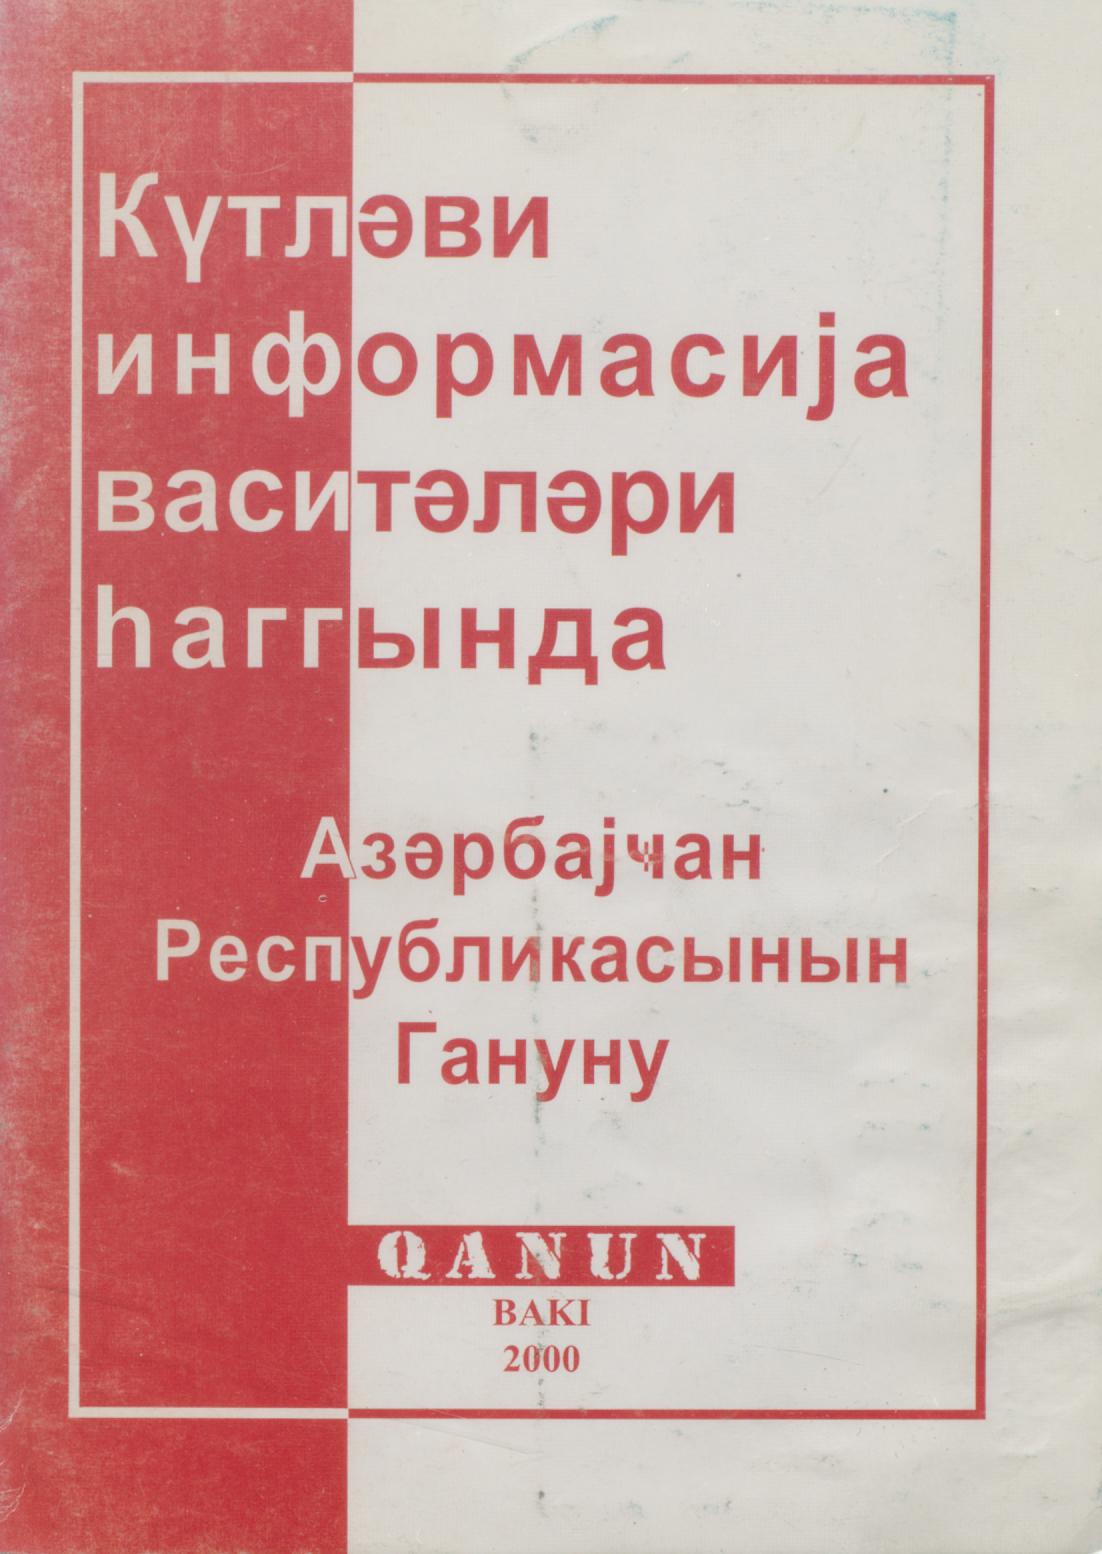 Күтләви
информасија
васитәләри
һаггында
Азәрбајҹан
Республикасынын
Гануну
QANUN
BAKI
2000